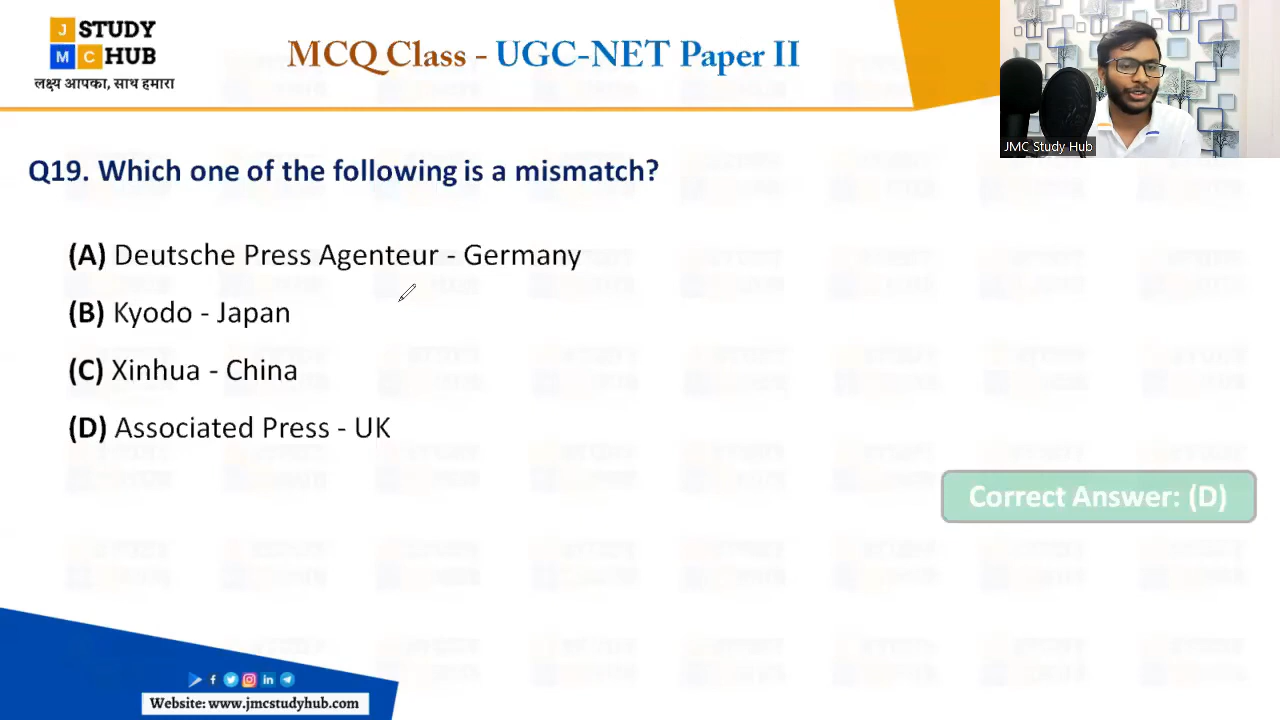 J STUDY
M C HUB
लक्ष्य आपका, साथ हमारा
MCQ Class - UGC-NET Paper II
JMC Study Hub
Q19. Which one of the following is a mismatch?
(A) Deutsche Press Agenteur - Germany
(B) Kyodo - Japan
(C) Xinhua - China
(D) Associated Press - UK
Correct Answer: (D)
Website: www.jmcstudyhub.com